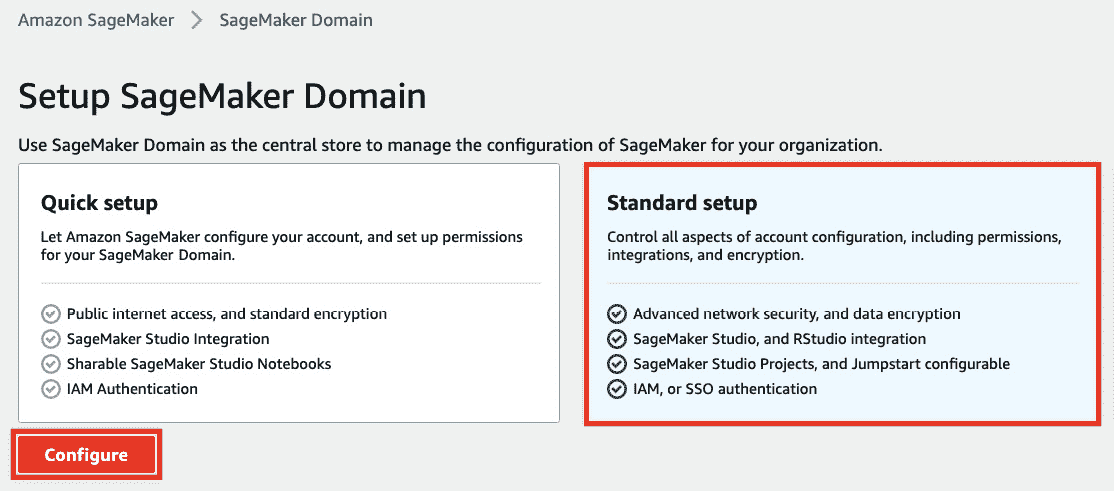 Amazon SageMaker > SageMaker Domain
Setup SageMaker Domain
Use SageMaker Domain as the central store to manage the configuration of SageMaker for your organization.
Quick setup
Let Amazon SageMaker configure your account, and set up permissions
for your SageMaker Domain.
Public internet access, and standard encryption
SageMaker Studio Integration
Sharable SageMaker Studio Notebooks
IAM Authentication
Standard setup
Control all aspects of account configuration, including permissions,
integrations, and encryption.
Advanced network security, and data encryption
SageMaker Studio, and RStudio integration
SageMaker Studio Projects, and Jumpstart configurable
IAM, or SSO authentication
Configure